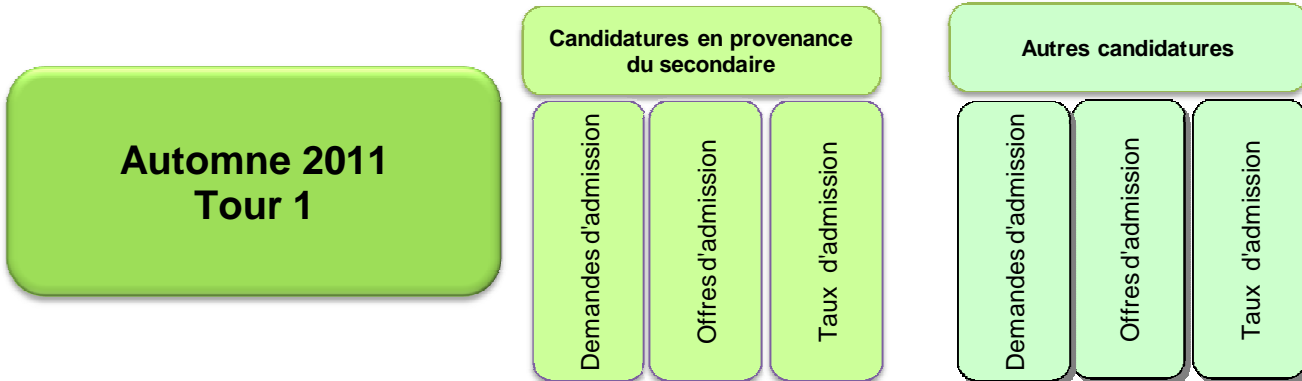 Automne 2011
Tour 1
Candidatures en provenance
du secondaire
Demandes d'admission
Offres d'admission
Taux d'admission
Autres candidatures
Demandes d'admission
Offres d'admission
Taux d'admission